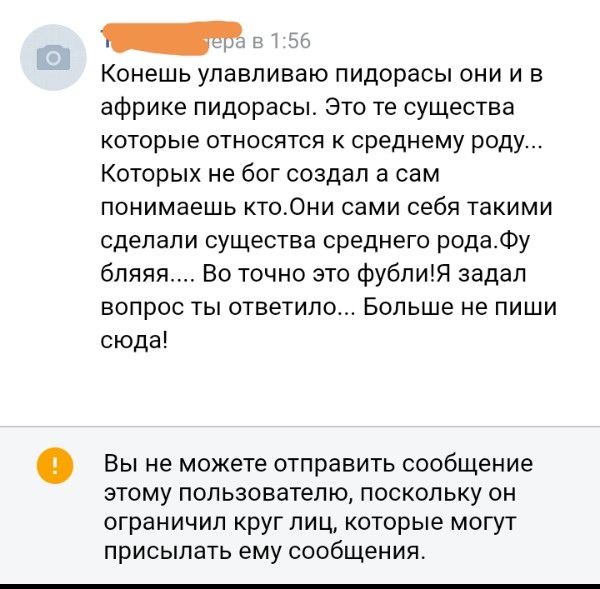 в 1:56
Конешь улавливаю пидорасы они и в
африке пидорасы. Это те существа
которые относятся к среднему роду...
Которых не бог создал а сам
понимаешь кто.Они сами себя такими
сделали существа среднего рода.Фу
бляяя.... Во точно это фубли!Я задал
вопрос ты ответило... Больше не пиши
сюда!
Вы не можете отправить сообщение
этому пользователю, поскольку он
ограничил круг лиц, которые могут
присылать ему сообщения.